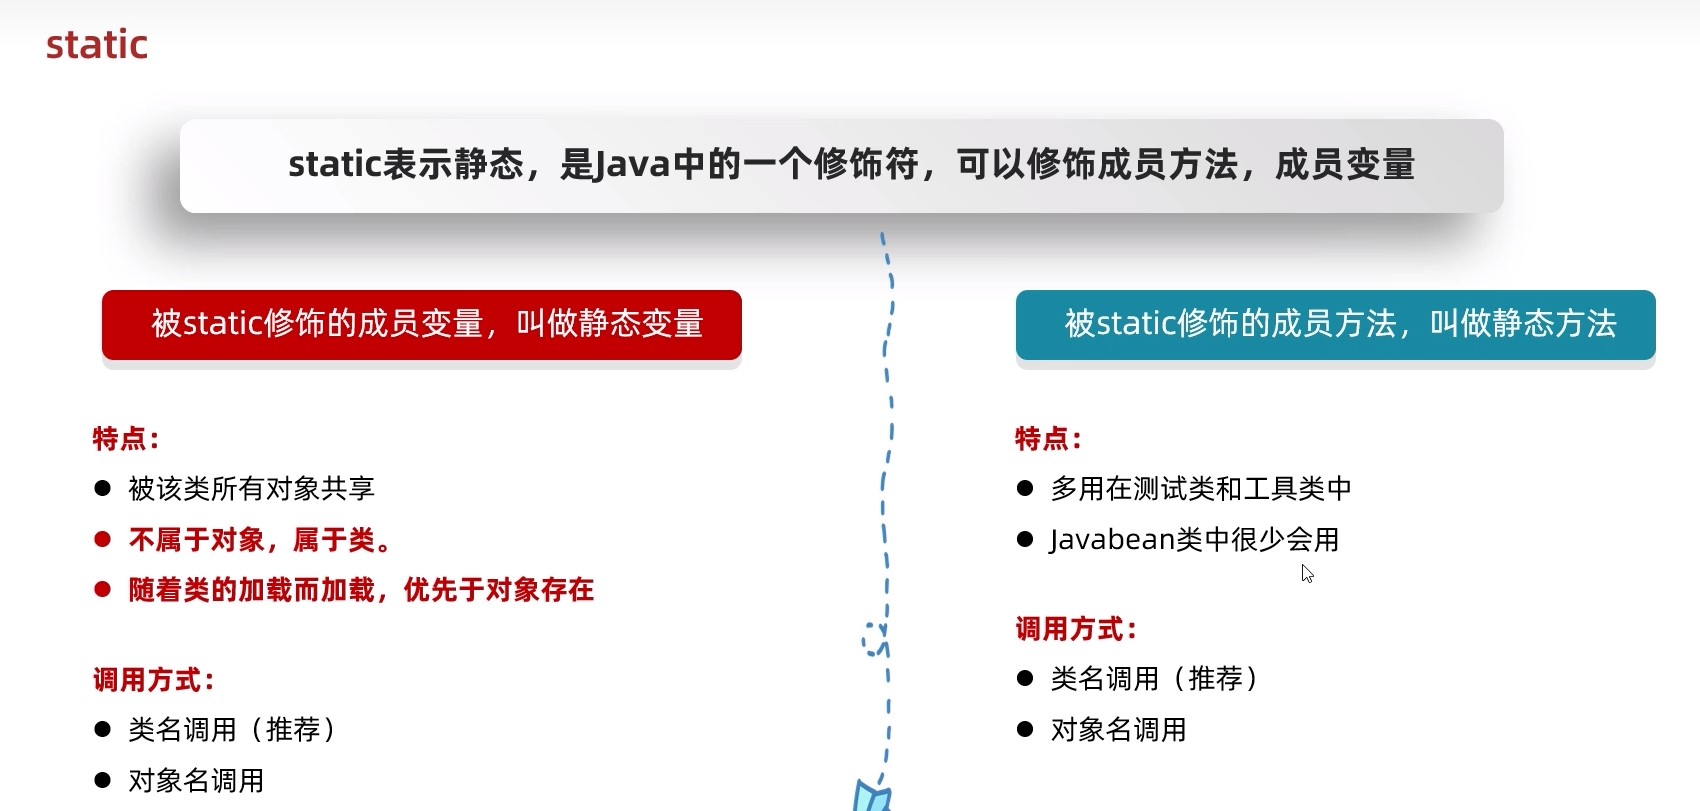 static
static表示静态，是Java中的一个修饰符，可以修饰成员方法，成员变量
被static修饰的成员变量，叫做静态变量
特点：
● 被该类所有对象共享
● 不属于对象，属于类。
● 随着类的加载而加载，优先于对象存在
调用方式：
● 类名调用（推荐）
● 对象名调用
被static修饰的成员方法，叫做静态方法
特点：
● 多用在测试类和工具类中
● Javabean类中很少会用
调用方式：
● 类名调用（推荐）
● 对象名调用